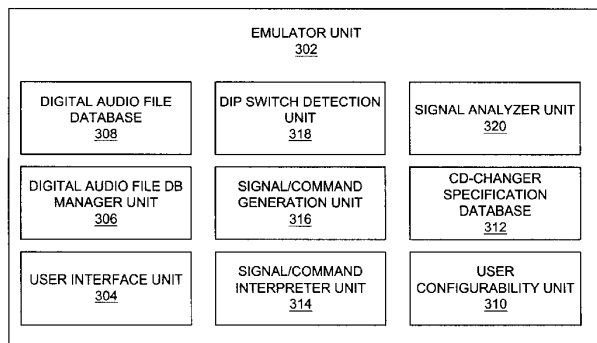 EMULATOR UNIT
302
DIGITAL AUDIO FILE
DATABASE
308
DIP SWITCH DETECTION
UNIT
318
SIGNAL ANALYZER UNIT
320
DIGITAL AUDIO FILE DB
MANAGER UNIT
306
SIGNAL/COMMAND
GENERATION UNIT
316
CD-CHANGER
SPECIFICATION
DATABASE
312
USER INTERFACE UNIT
304
SIGNAL/COMMAND
INTERPRETER UNIT
314
USER
CONFIGURABILITY UNIT
310